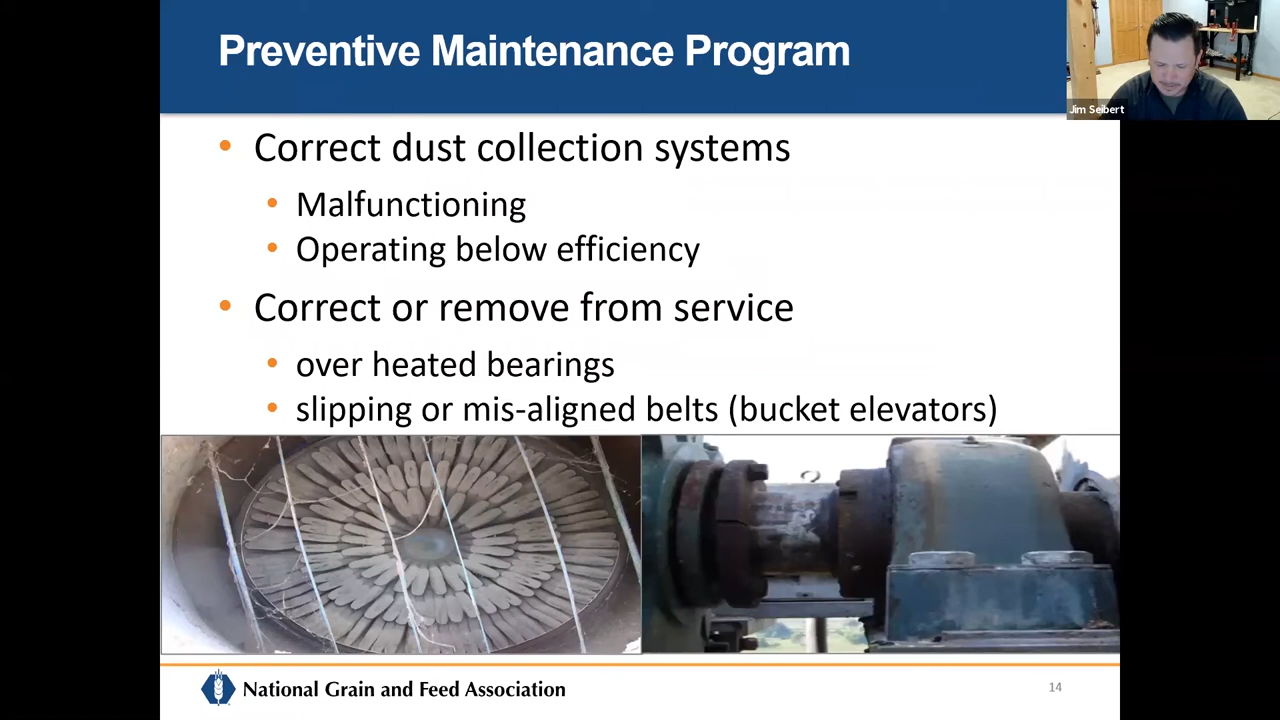 Preventive Maintenance Program
Jim Seibert
• Correct dust collection systems
• Malfunctioning
• Operating below efficiency
• Correct or remove from service
• over heated bearings
• slipping or mis-aligned belts (bucket elevators)
National Grain and Feed Association
14